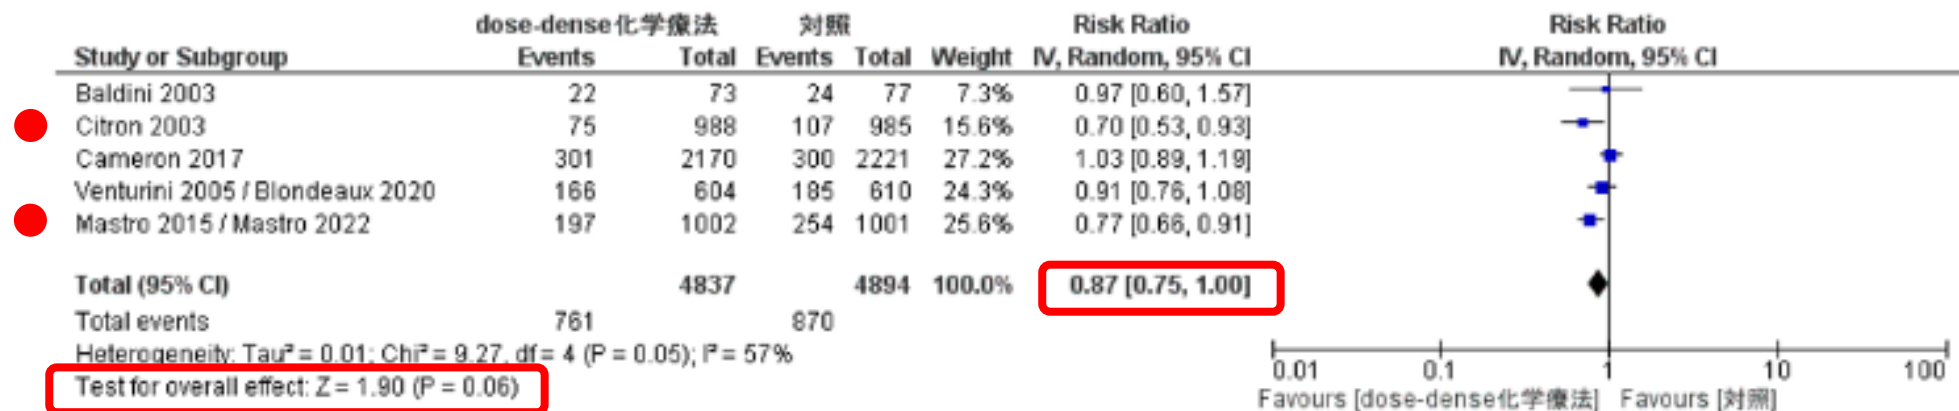 dose-dense化学療法 対照 Risk Ratio Risk Ratio
Study or Subgroup Events Total Events Total Weight IV, Random, 95% CI IV, Random, 95% CI
Baldini 2003 22 73 24 77 7.3% 0.97 [0.60, 1.57]
Citron 2003 75 988 107 985 15.6% 0.70 [0.53, 0.93]
Cameron 2017 301 2170 300 2221 27.2% 1.03 [0.89, 1.19]
Venturini 2005 / Blondeaux 2020 166 604 185 610 24.3% 0.91 [0.76, 1.08]
Mastro 2015 / Mastro 2022 197 1002 254 1001 25.6% 0.77 [0.66, 0.91]
Total (95% CI) 4837 4894 100.0% 0.87 [0.75, 1.00]
Total events 761 870
Heterogeneity: Tau² = 0.01; Chi² = 9.27, df = 4 (P = 0.05); I² = 57%
Test for overall effect: Z = 1.90 (P = 0.06)
0.01 0.1 1 10 100
Favours [dose-dense化学療法] Favours [対照]